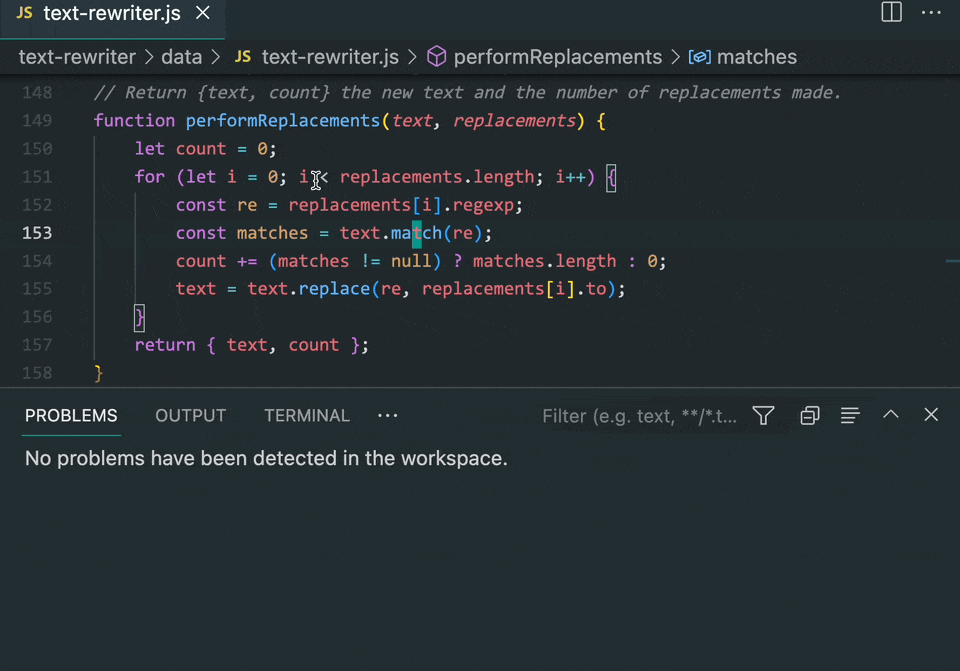 JS text-rewriter.js
text-rewriter > data > JS text-rewriter.js > performReplacements > matches
148 // Return {text, count} the new text and the number of replacements made.
149 function performReplacements(text, replacements) {
150 let count = 0;
151 for (let i = 0; i < replacements.length; i++) {
152 const re = replacements[i].regexp;
153 const matches = text.match(re);
154 count += (matches != null) ? matches.length : 0;
155 text = text.replace(re, replacements[i].to);
156 }
157 return { text, count };
158 }
PROBLEMS OUTPUT TERMINAL ··· Filter (e.g. text, **/*.t...
No problems have been detected in the workspace.